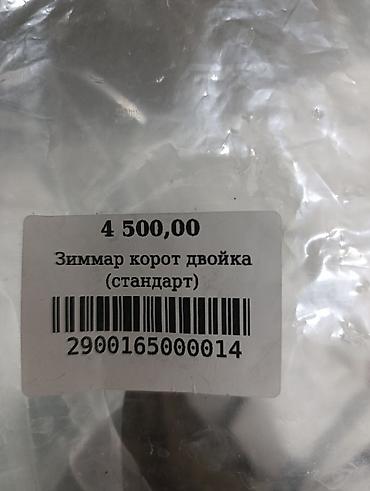 4 500,00
Зиммар корот двойка
(стандарт)
2900165000014